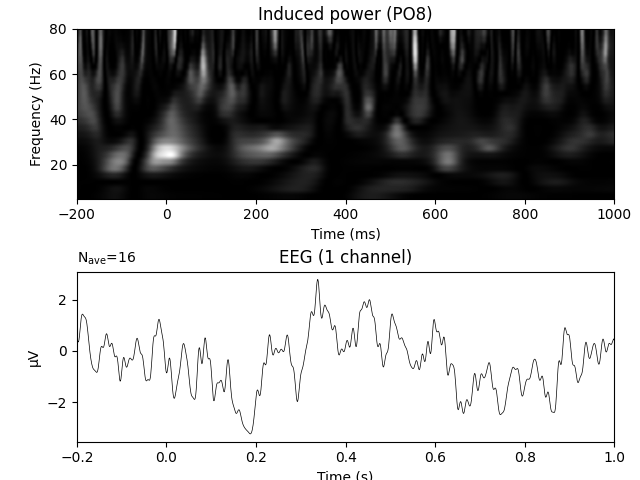 Induced power (PO8)
80
60
40
20
Frequency (Hz)
−200 0 200 400 600 800 1000
Time (ms)
Nave=16 EEG (1 channel)
2
0
−2
µV
−0.2 0.0 0.2 0.4 0.6 0.8 1.0
Time (s)